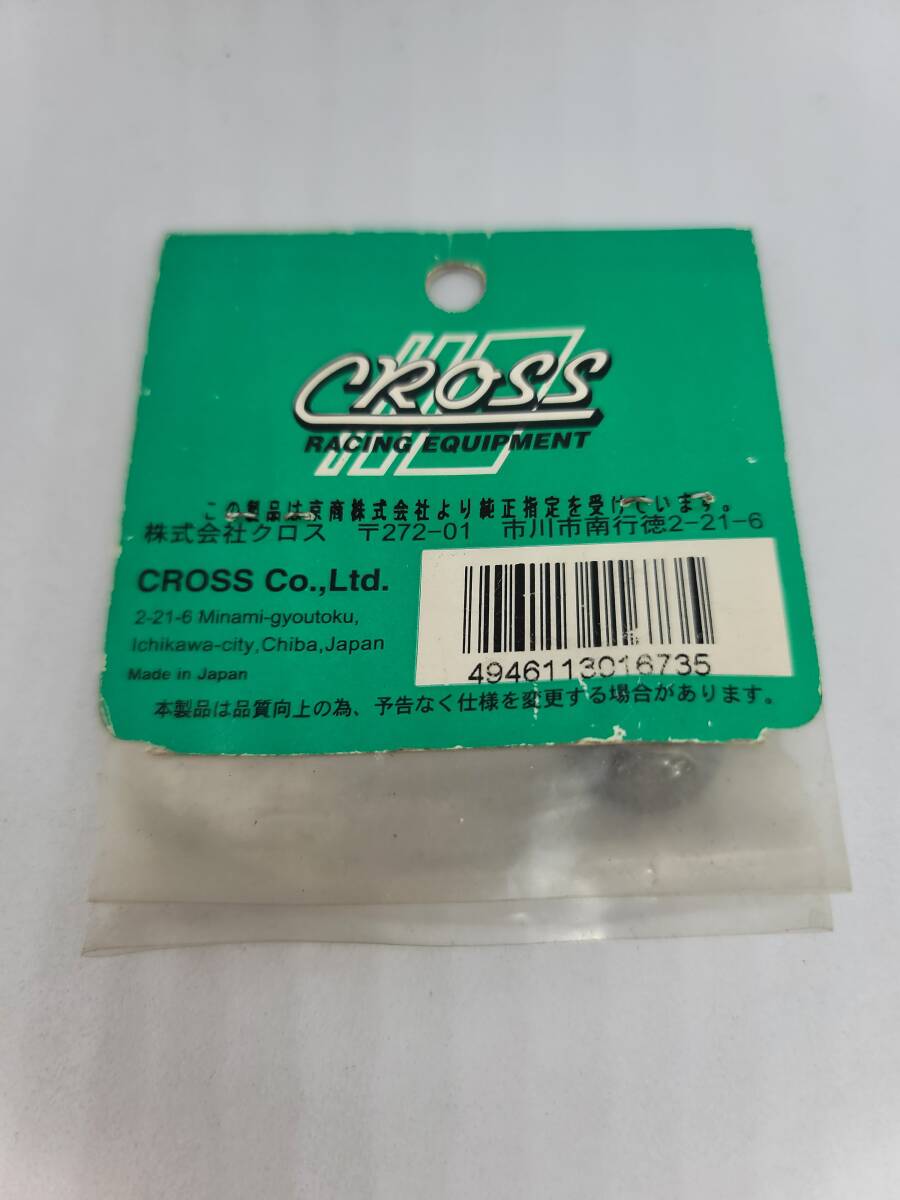 CROSS
RACING EQUIPMENT
この製品は京商株式会社より純正指定を受けています。
株式会社クロス 〒272-01 市川市南行徳2-21-6
CROSS Co.,Ltd.
2-21-6 Minami-gyoutoku,
Ichikawa-city,Chiba,Japan
Made in Japan
4946113016735
本製品は品質向上の為、予告なく仕様を変更する場合があります。